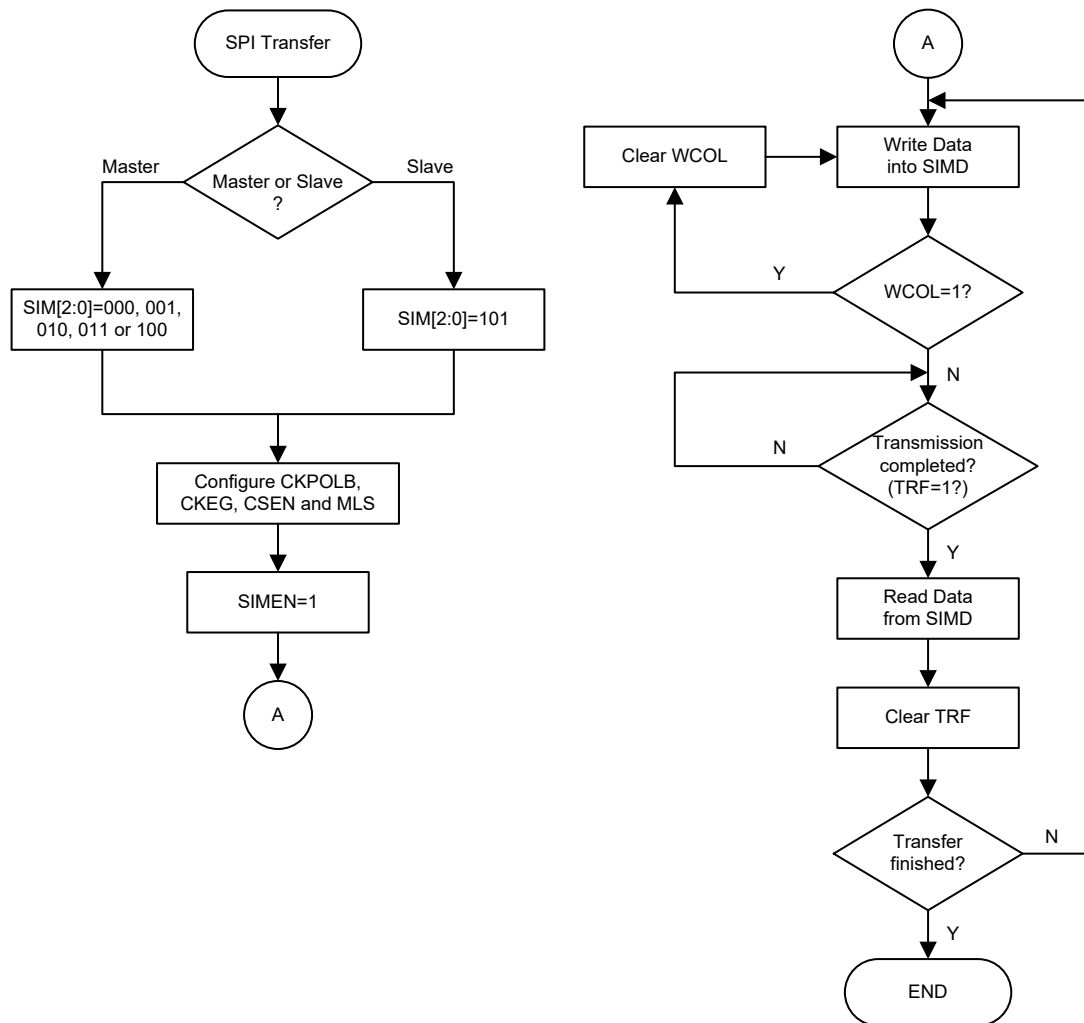 SPI Transfer
Master
Master or Slave
?
Slave
SIM[2:0]=000, 001,
010, 011 or 100
SIM[2:0]=101
Configure CKPOLB,
CKEG, CSEN and MLS
SIMEN=1
A
A
Clear WCOL
Write Data
into SIMD
Y
WCOL=1?
N
N
Transmission
completed?
(TRF=1?)
Y
Read Data
from SIMD
Clear TRF
Transfer
finished?
N
Y
END